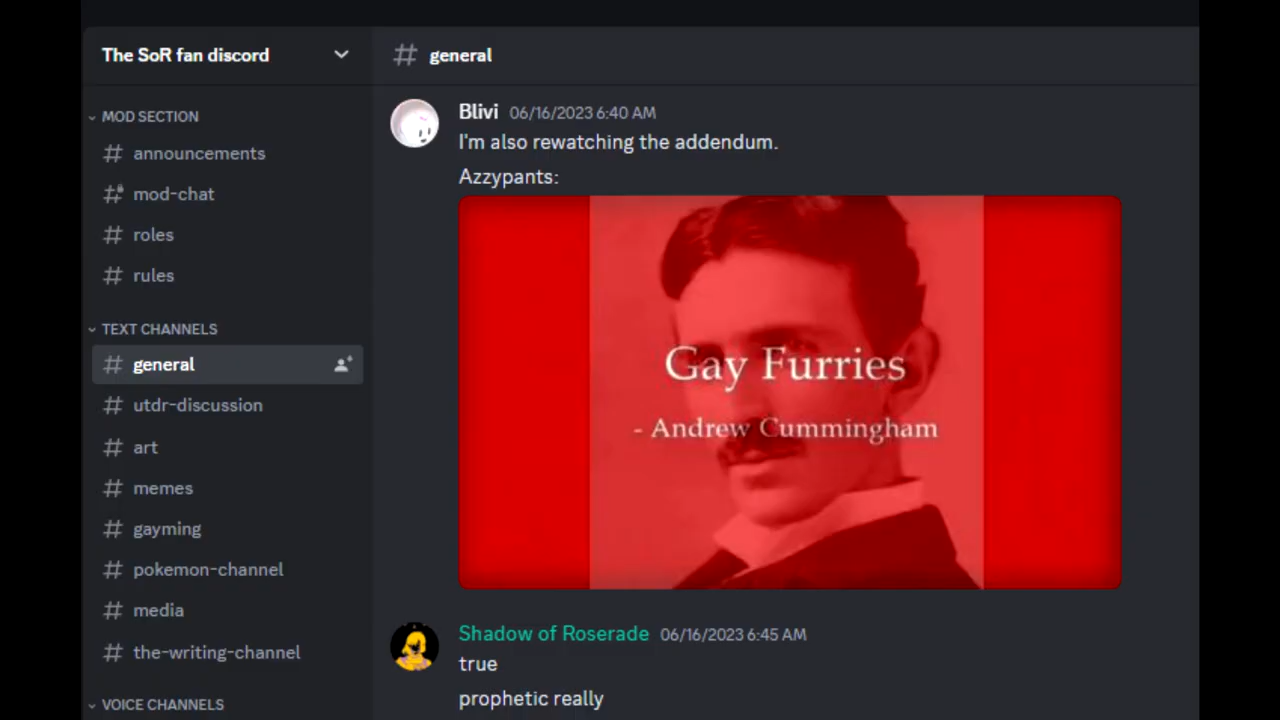 The SoR fan discord
MOD SECTION
# announcements
# mod-chat
# roles
# rules
TEXT CHANNELS
# general
# utdr-discussion
# art
# memes
# gayming
# pokemon-channel
# media
# the-writing-channel
VOICE CHANNELS
# general
Blivi 06/16/2023 6:40 AM
I'm also rewatching the addendum.
Azzypants:
Gay Furries
- Andrew Cummingham
Shadow of Roserade 06/16/2023 6:45 AM
true
prophetic really